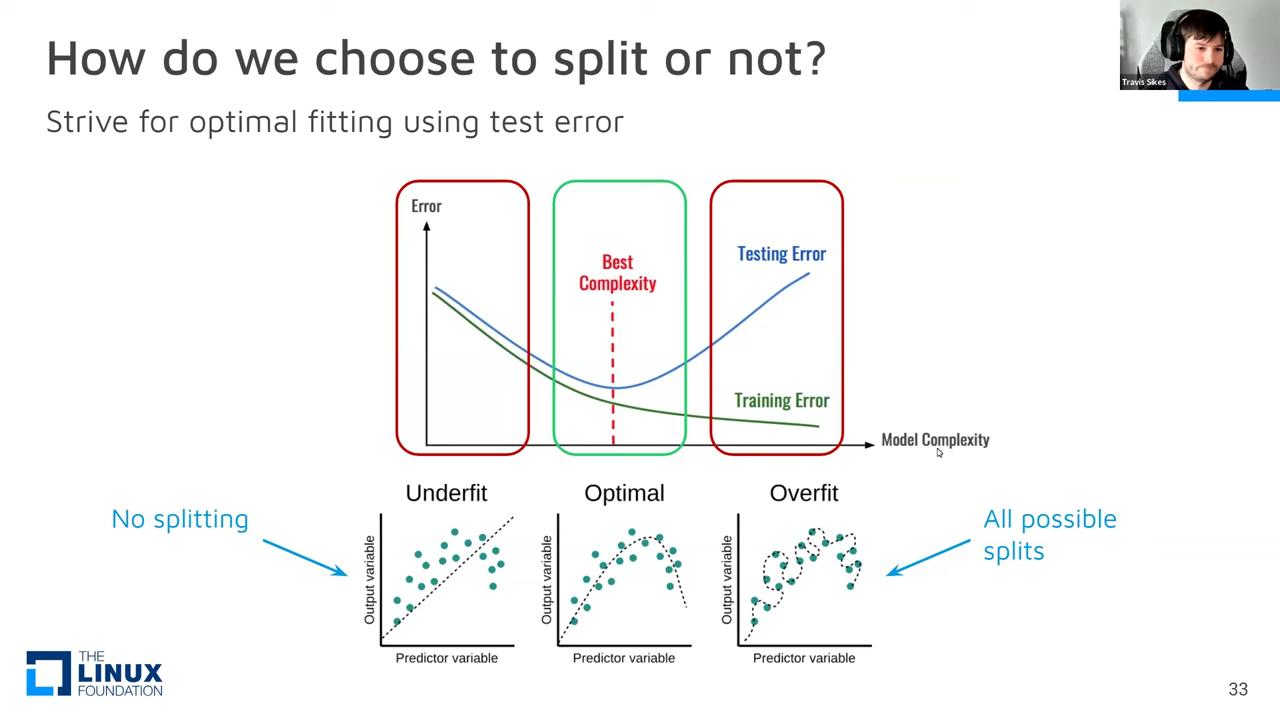 How do we choose to split or not?
Strive for optimal fitting using test error
Travis Sikes
Error
Best
Complexity
Testing Error
Training Error
Model Complexity
Underfit
Optimal
Overfit
No splitting
All possible
splits
Output variable
Predictor variable
Output variable
Predictor variable
Output variable
Predictor variable
THE
LINUX
FOUNDATION
33